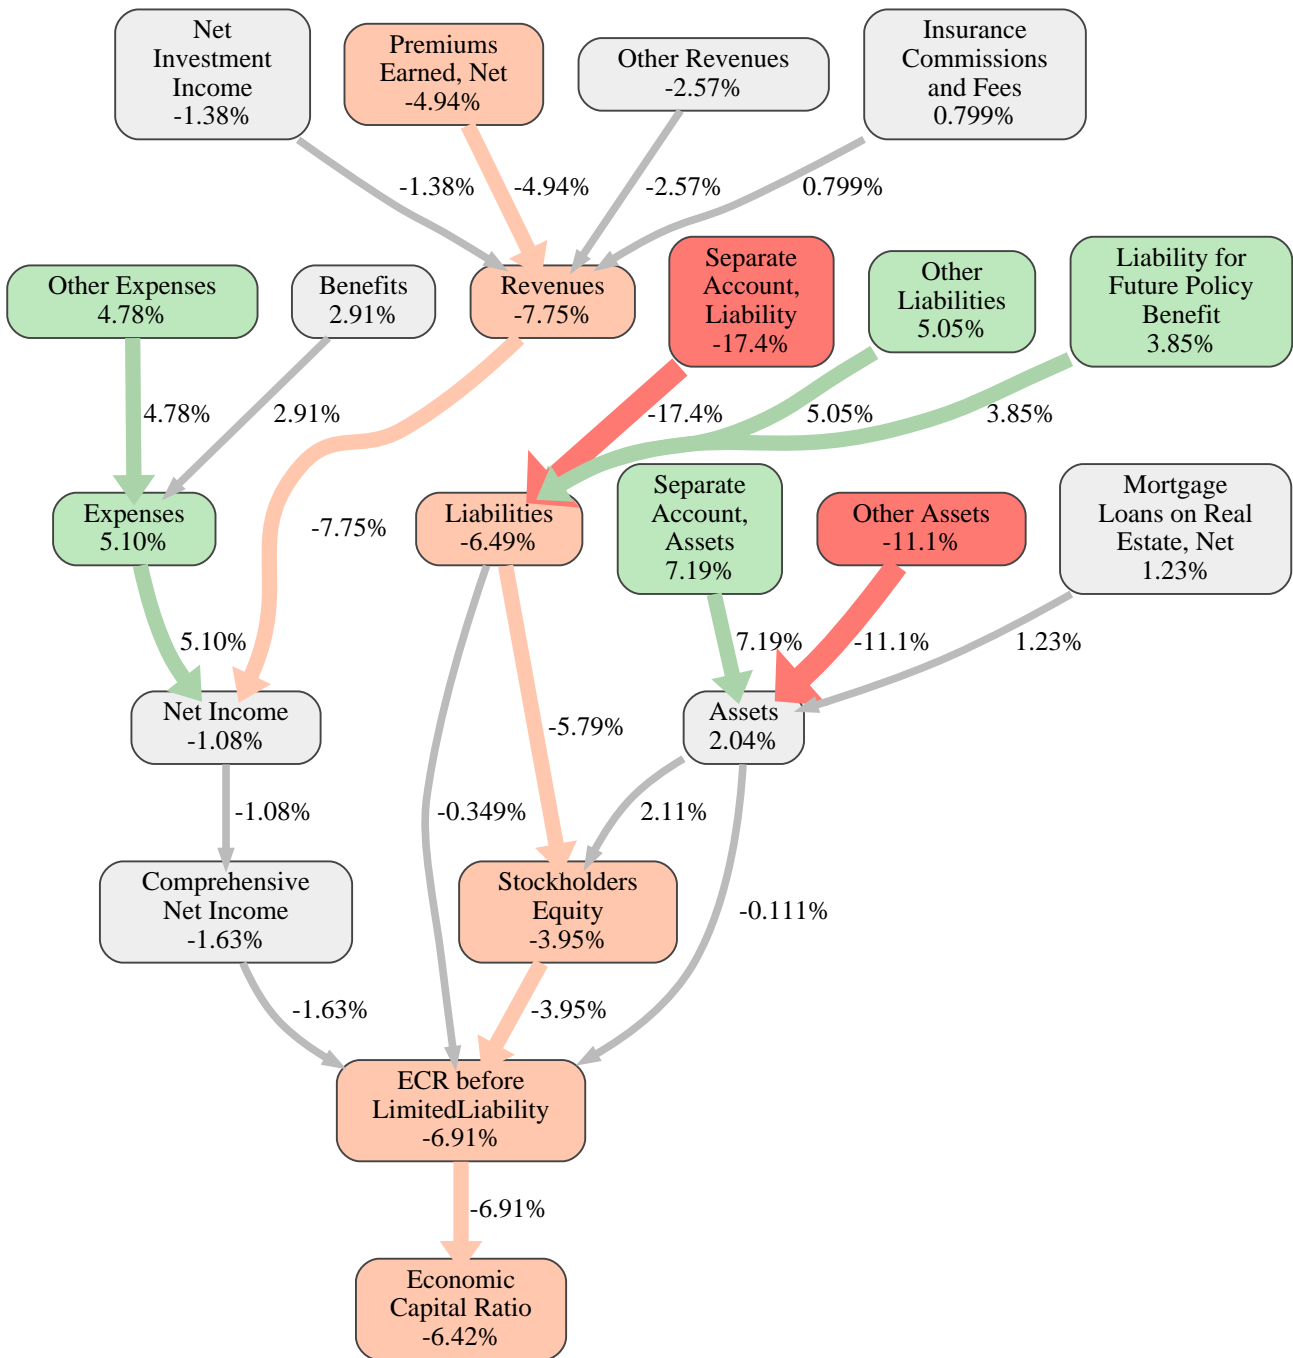 Net
Investment
Income
-1.38%
Premiums
Earned, Net
-4.94%
Other Revenues
-2.57%
Insurance
Commissions
and Fees
0.799%
-1.38%
-4.94%
-2.57%
0.799%
Other Expenses
4.78%
Benefits
2.91%
Revenues
-7.75%
Separate
Account,
Liability
-17.4%
Other
Liabilities
5.05%
Liability for
Future Policy
Benefit
3.85%
4.78%
2.91%
-17.4%
5.05%
3.85%
Expenses
5.10%
-7.75%
Liabilities
-6.49%
Separate
Account,
Assets
7.19%
Other Assets
-11.1%
Mortgage
Loans on Real
Estate, Net
1.23%
5.10%
7.19%
-11.1%
1.23%
Net Income
-1.08%
-5.79%
Assets
2.04%
-1.08%
-0.349%
2.11%
Comprehensive
Net Income
-1.63%
Stockholders
Equity
-3.95%
-0.111%
-1.63%
-3.95%
ECR before
LimitedLiability
-6.91%
-6.91%
Economic
Capital Ratio
-6.42%